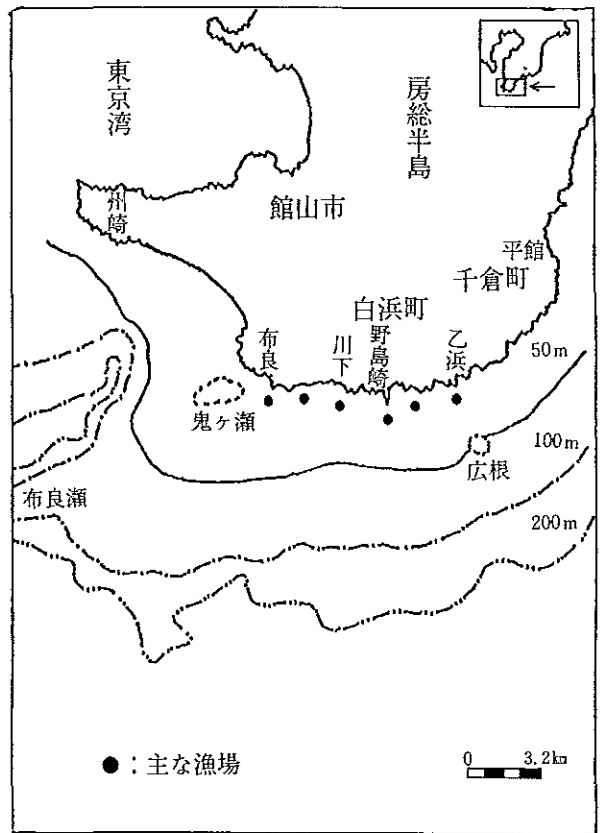 東京湾
房総半島
州崎
館山市
平館
千倉町
白浜町
布良
川下
野島崎
乙浜
50m
鬼ヶ瀬
広根
100m
布良瀬
200m
●：主な漁場
0 3.2km